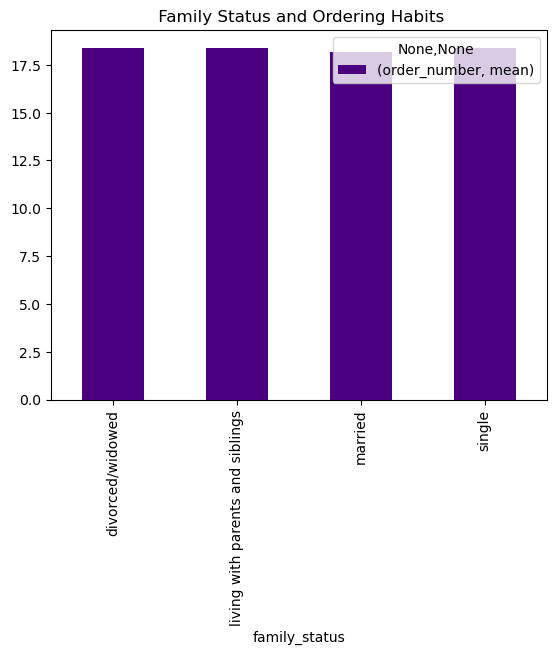 Family Status and Ordering Habits
None,None
(order_number, mean)
17.5
15.0
12.5
10.0
7.5
5.0
2.5
0.0
divorced/widowed
living with parents and siblings
married
single
family_status